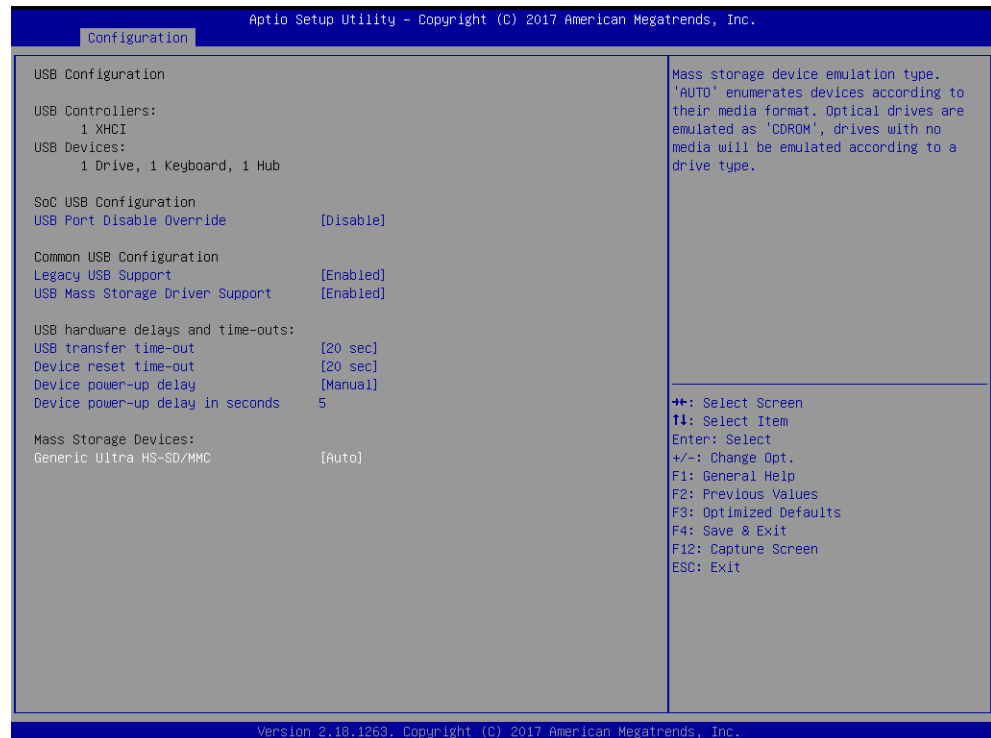 Aptio Setup Utility – Copyright (C) 2017 American Megatrends, Inc.
Configuration
USB Configuration
USB Controllers:
1 XHCI
USB Devices:
1 Drive, 1 Keyboard, 1 Hub
SoC USB Configuration
USB Port Disable Override [Disable]
Common USB Configuration
Legacy USB Support [Enabled]
USB Mass Storage Driver Support [Enabled]
USB hardware delays and time-outs:
USB transfer time-out [20 sec]
Device reset time-out [20 sec]
Device power-up delay [Manual]
Device power-up delay in seconds 5
Mass Storage Devices:
Generic Ultra HS-SD/MMC [Auto]
Mass storage device emulation type.
'AUTO' enumerates devices according to
their media format. Optical drives are
emulated as 'CDROM', drives with no
media will be emulated according to a
drive type.
→←: Select Screen
↑↓: Select Item
Enter: Select
+/-: Change Opt.
F1: General Help
F2: Previous Values
F3: Optimized Defaults
F4: Save & Exit
F12: Capture Screen
ESC: Exit
Version 2.18.1263. Copyright (C) 2017 American Megatrends, Inc.